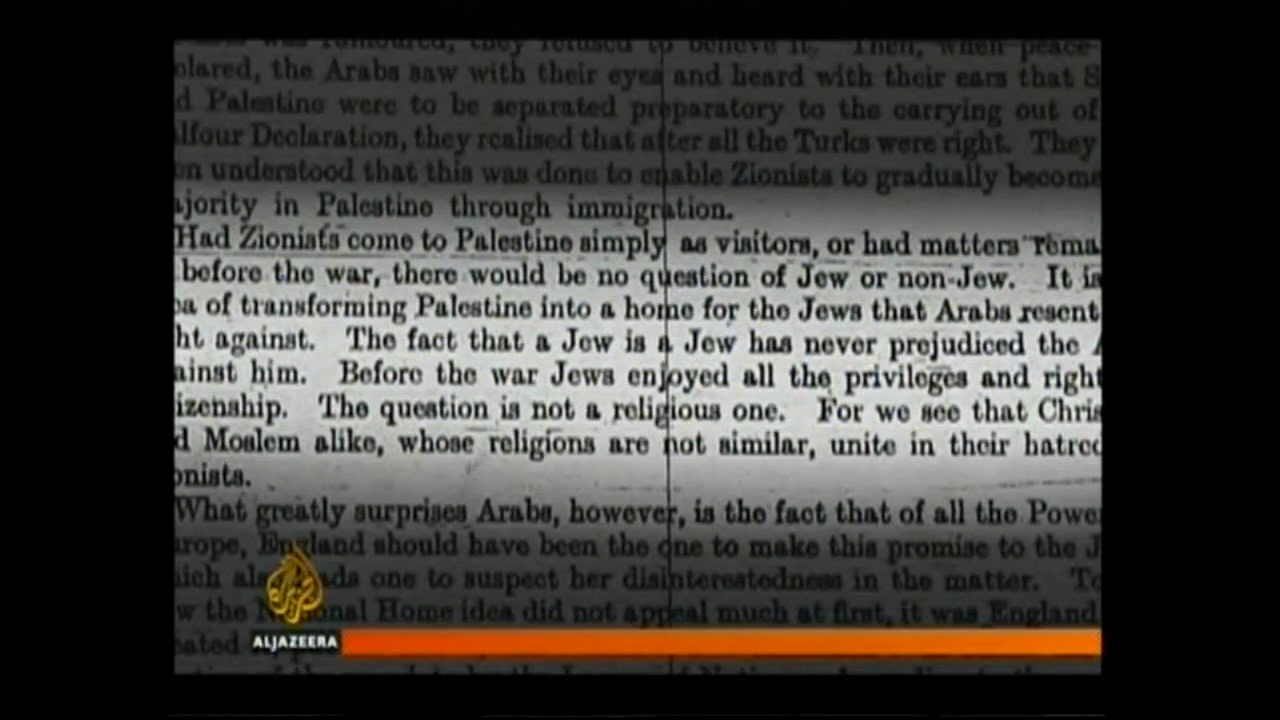 was rumoured, they refused to believe it. Then, when peace
olared, the Arabs saw with their eyes and heard with their ears that S
d Palestine were to be separated preparatory to the carrying out of
lfour Declaration, they realised that after all the Turks were right. They
on understood that this was done to enable Zionists to gradually become
ajority in Palestine through immigration.
Had Zionists come to Palestine simply as visitors, or had matters rema
before the war, there would be no question of Jew or non-Jew. It is
ea of transforming Palestine into a home for the Jews that Arabs resent
ht against. The fact that a Jew is a Jew has never prejudiced the A
ainst him. Before the war Jews enjoyed all the privileges and right
izenship. The question is not a religious one. For we see that Chris
d Moslem alike, whose religions are not similar, unite in their hatred
onists.
What greatly surprises Arabs, however, is the fact that of all the Powe
urope, England should have been the one to make this promise to the J
hich also leads one to suspect her disinterestedness in the matter. To
w the National Home idea did not appeal much at first, it was England
eated
ALJAZEERA